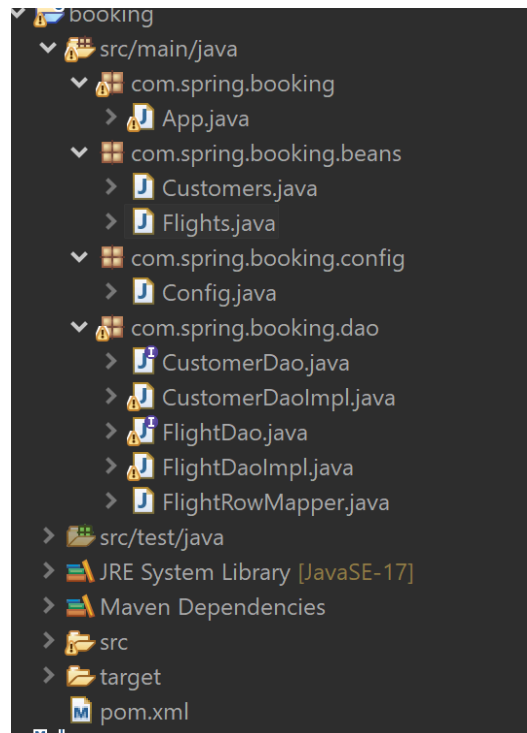 booking
src/main/java
com.spring.booking
App.java
com.spring.booking.beans
Customers.java
Flights.java
com.spring.booking.config
Config.java
com.spring.booking.dao
CustomerDao.java
CustomerDaoImpl.java
FlightDao.java
FlightDaoImpl.java
FlightRowMapper.java
src/test/java
JRE System Library [JavaSE-17]
Maven Dependencies
src
target
pom.xml